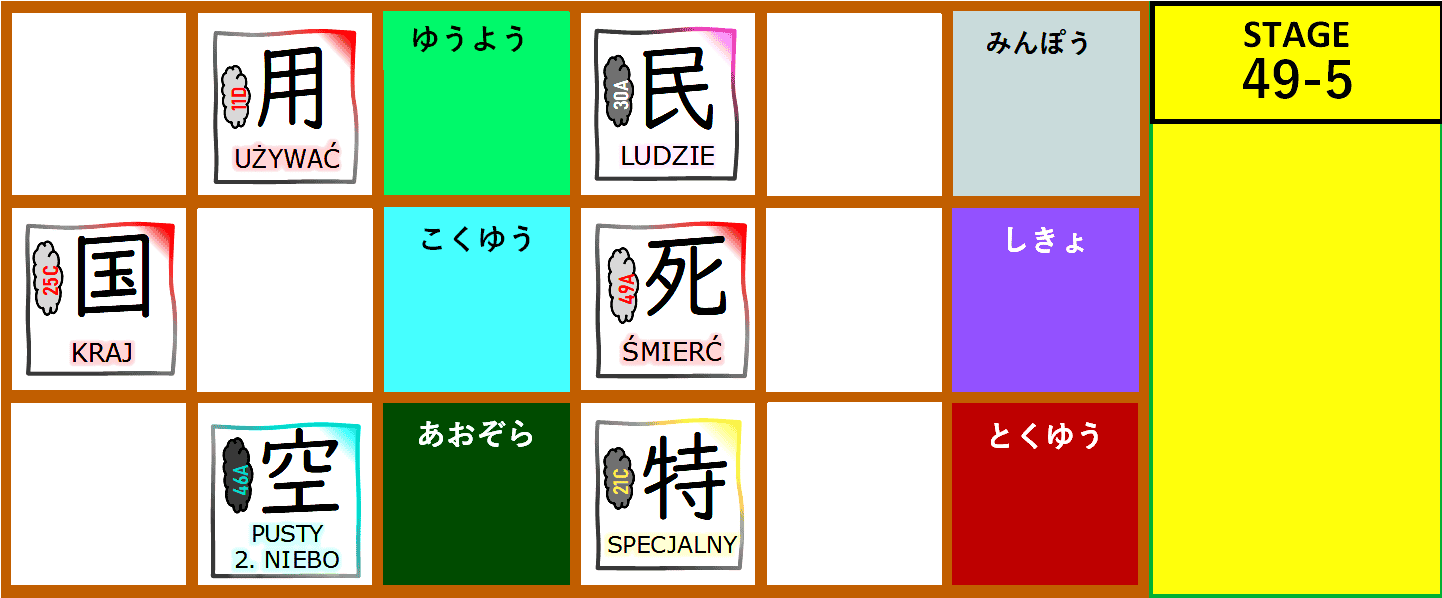 11D
用
UŻYWAĆ
ゆうよう
30A
民
LUDZIE
みんぽう
STAGE
49-5
25C
国
KRAJ
こくゆう
49A
死
ŚMIERĆ
しきょ
46A
空
PUSTY
2. NIEBO
あおぞら
21C
特
SPECJALNY
とくゆう